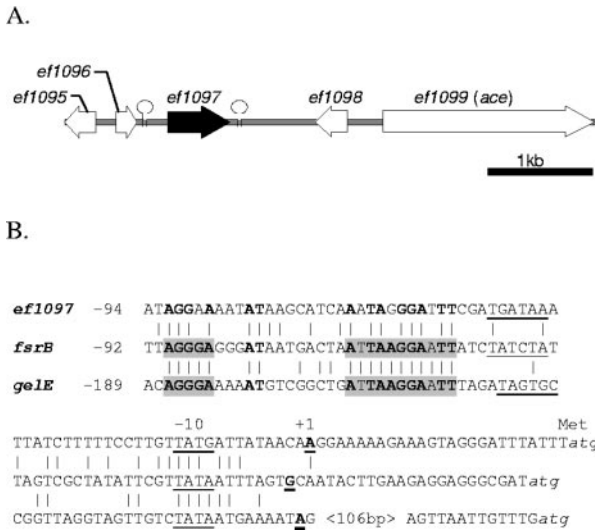 A.
ef1096
ef1095
ef1097
ef1098
ef1099 (ace)
1kb
B.
ef1097 -94 ATAGGAAAATATAAGCATCAAATAGGGATTTCGATGATAAA
fsrB -92 TTAGGGAGGGATAATGACTAATTAAGGAATTATCTATCTAT
gelE -189 ACAGGGAAAAATGTCGGCTGATTAAGGAATTTAGATAGTGC
-10 +1 Met
TTATCTTTTTCCTTGTTATGATTATAACAAGGAAAAAGAAAGTAGGGATTTATTTatg
TAGTCGCTATATTCGTTATAATTTAGTGCAATACTTGAAGAGGAGGGCGATatg
CGTTAGGTAGTTGTCTATAATGAAAATAG <106bp> AGTTAATTGTTTGatg